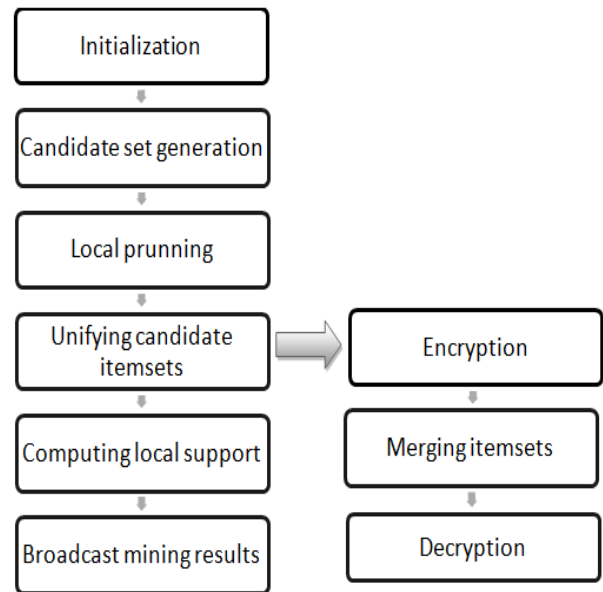 Initialization
Candidate set generation
Local prunning
Unifying candidate
itemsets
Computing local support
Broadcast mining results
Encryption
Merging itemsets
Decryption